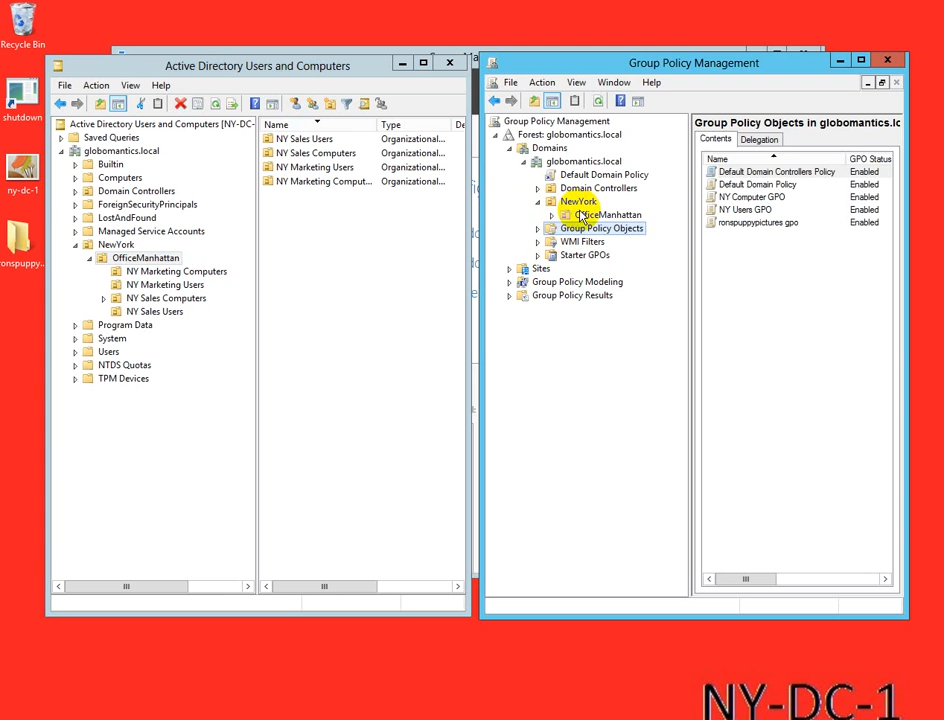 Recycle Bin
shutdown
ny-dc-1
ronspuppy...
Active Directory Users and Computers
File Action View Help
Active Directory Users and Computers [NY-DC-
Saved Queries
globomantics.local
Builtin
Computers
Domain Controllers
ForeignSecurityPrincipals
LostAndFound
Managed Service Accounts
NewYork
OfficeManhattan
NY Marketing Computers
NY Marketing Users
NY Sales Computers
NY Sales Users
Program Data
System
Users
NTDS Quotas
TPM Devices
Name Type De
NY Sales Users Organizational...
NY Sales Computers Organizational...
NY Marketing Users Organizational...
NY Marketing Comput... Organizational...
Group Policy Management
File Action View Window Help
Group Policy Management
Forest: globomantics.local
Domains
globomantics.local
Default Domain Policy
Domain Controllers
NewYork
OfficeManhattan
Group Policy Objects
WMI Filters
Starter GPOs
Sites
Group Policy Modeling
Group Policy Results
Group Policy Objects in globomantics.lc
Contents Delegation
Name GPO Status
Default Domain Controllers Policy Enabled
Default Domain Policy Enabled
NY Computer GPO Enabled
NY Users GPO Enabled
ronspuppypictures gpo Enabled
NY-DC-1